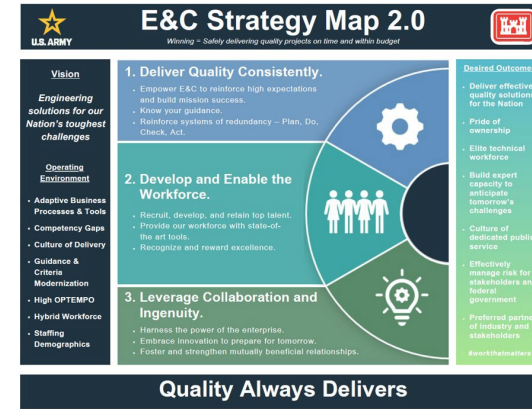 E&C Strategy Map 2.0
U.S. ARMY
Winning = Safely delivering quality projects on time and within budget
Vision
Engineering
solutions for our
Nation's toughest
challenges
Operating
Environment
• Adaptive Business
Processes & Tools
• Competency Gaps
• Culture of Delivery
• Guidance &
Criteria
Modernization
• High OPTEMPO
• Hybrid Workforce
• Staffing
Demographics
1. Deliver Quality Consistently.
• Empower E&C to reinforce high expectations
and build mission success.
• Know your guidance.
• Reinforce systems of redundancy – Plan, Do,
Check, Act.
2. Develop and Enable the
Workforce.
• Recruit, develop, and retain top talent.
• Provide our workforce with state-of-
the art tools.
• Recognize and reward excellence.
3. Leverage Collaboration and
Ingenuity.
• Harness the power of the enterprise.
• Embrace innovation to prepare for tomorrow.
• Foster and strengthen mutually beneficial relationships.
Desired Outcome
• Deliver effective
quality solutions
for the Nation
• Pride of
ownership
• Elite technical
workforce
• Build expert
capacity to
anticipate
tomorrow's
challenges
• Culture of
dedicated public
service
• Effectively
manage risk for
stakeholders an
federal
government
• Preferred partne
of industry and
stakeholders
#workthatmatters
Quality Always Delivers